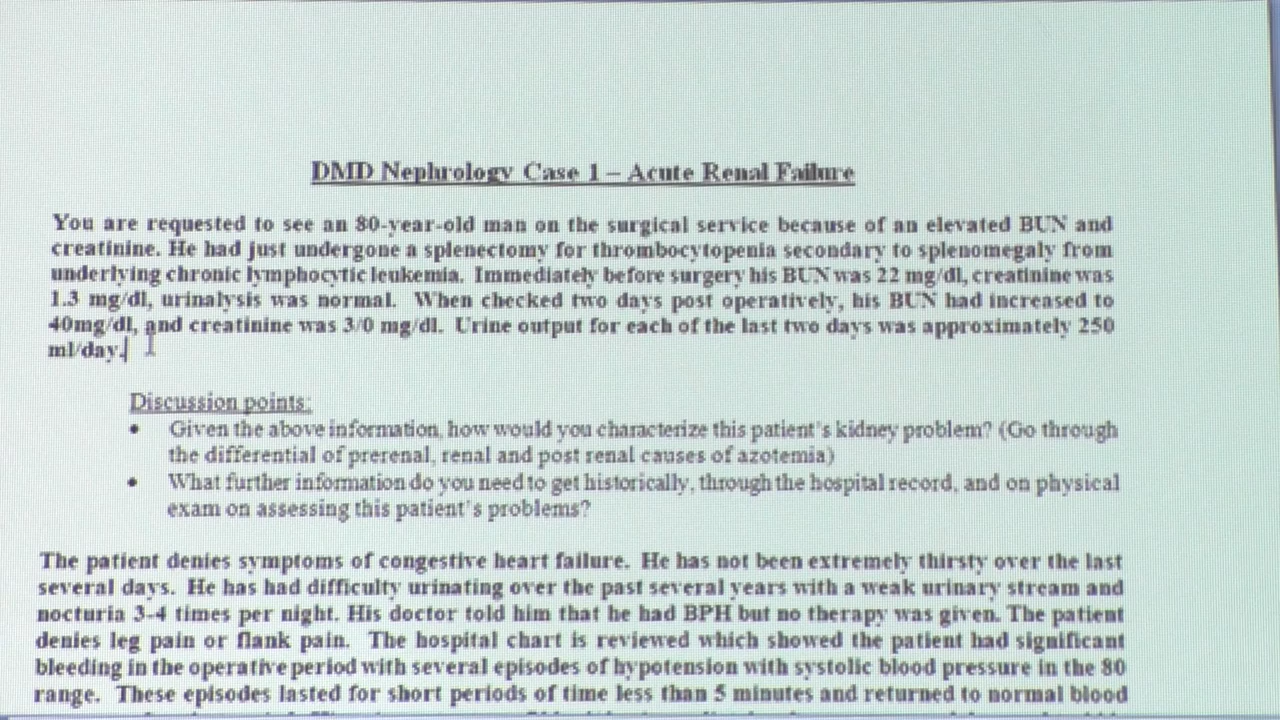 DMD Nephrology Case 1 – Acute Renal Failure
You are requested to see an 80-year-old man on the surgical service because of an elevated BUN and
creatinine. He had just undergone a splenectomy for thrombocytopenia secondary to splenomegaly from
underlying chronic lymphocytic leukemia. Immediately before surgery his BUN was 22 mg/dl, creatinine was
1.3 mg/dl, urinalysis was normal. When checked two days post operatively, his BUN had increased to
40mg/dl, and creatinine was 3/0 mg/dl. Urine output for each of the last two days was approximately 250
ml/day.
Discussion points:
• Given the above information, how would you characterize this patient's kidney problem? (Go through
the differential of prerenal, renal and post renal causes of azotemia)
• What further information do you need to get historically, through the hospital record, and on physical
exam on assessing this patient's problems?
The patient denies symptoms of congestive heart failure. He has not been extremely thirsty over the last
several days. He has had difficulty urinating over the past several years with a weak urinary stream and
nocturia 3-4 times per night. His doctor told him that he had BPH but no therapy was given. The patient
denies leg pain or flank pain. The hospital chart is reviewed which showed the patient had significant
bleeding in the operative period with several episodes of hypotension with systolic blood pressure in the 80
range. These episodes lasted for short periods of time less than 5 minutes and returned to normal blood